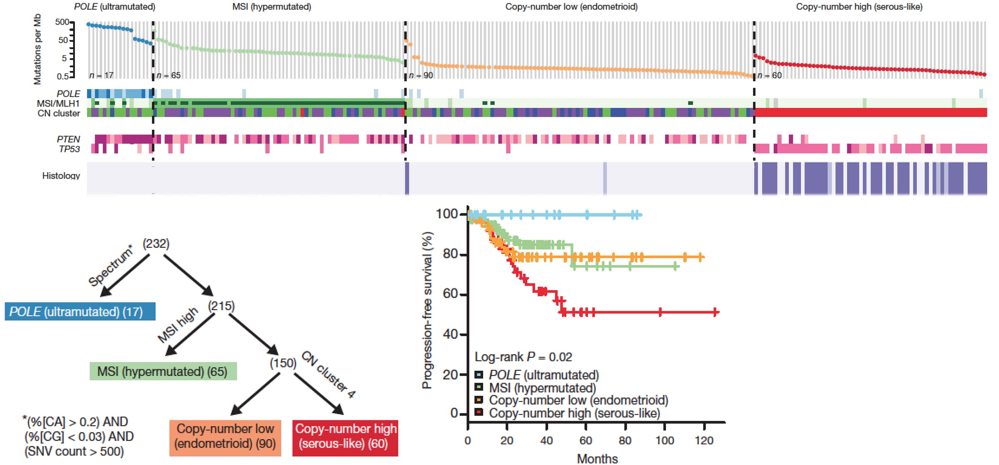 POLE (ultramutated)
MSI (hypermutated)
Copy-number low (endometrioid)
Copy-number high (serous-like)
Mutations per Mb
500
50
5
0.5
n = 17
n = 65
n = 90
n = 60
POLE
MSI/MLH1
CN cluster
PTEN
TP53
Histology
(232)
Spectrum*
POLE (ultramutated) (17)
(215)
MSI high
MSI (hypermutated) (65)
(150)
CN cluster 4
Copy-number low
(endometrioid) (90)
Copy-number high
(serous-like) (60)
*(%[CA] > 0.2) AND
(%[CG] < 0.03) AND
(SNV count > 500)
Progression-free survival (%)
100
80
60
40
20
0
Log-rank P = 0.02
POLE (ultramutated)
MSI (hypermutated)
Copy-number low (endometrioid)
Copy-number high (serous-like)
0 20 40 60 80 100 120
Months